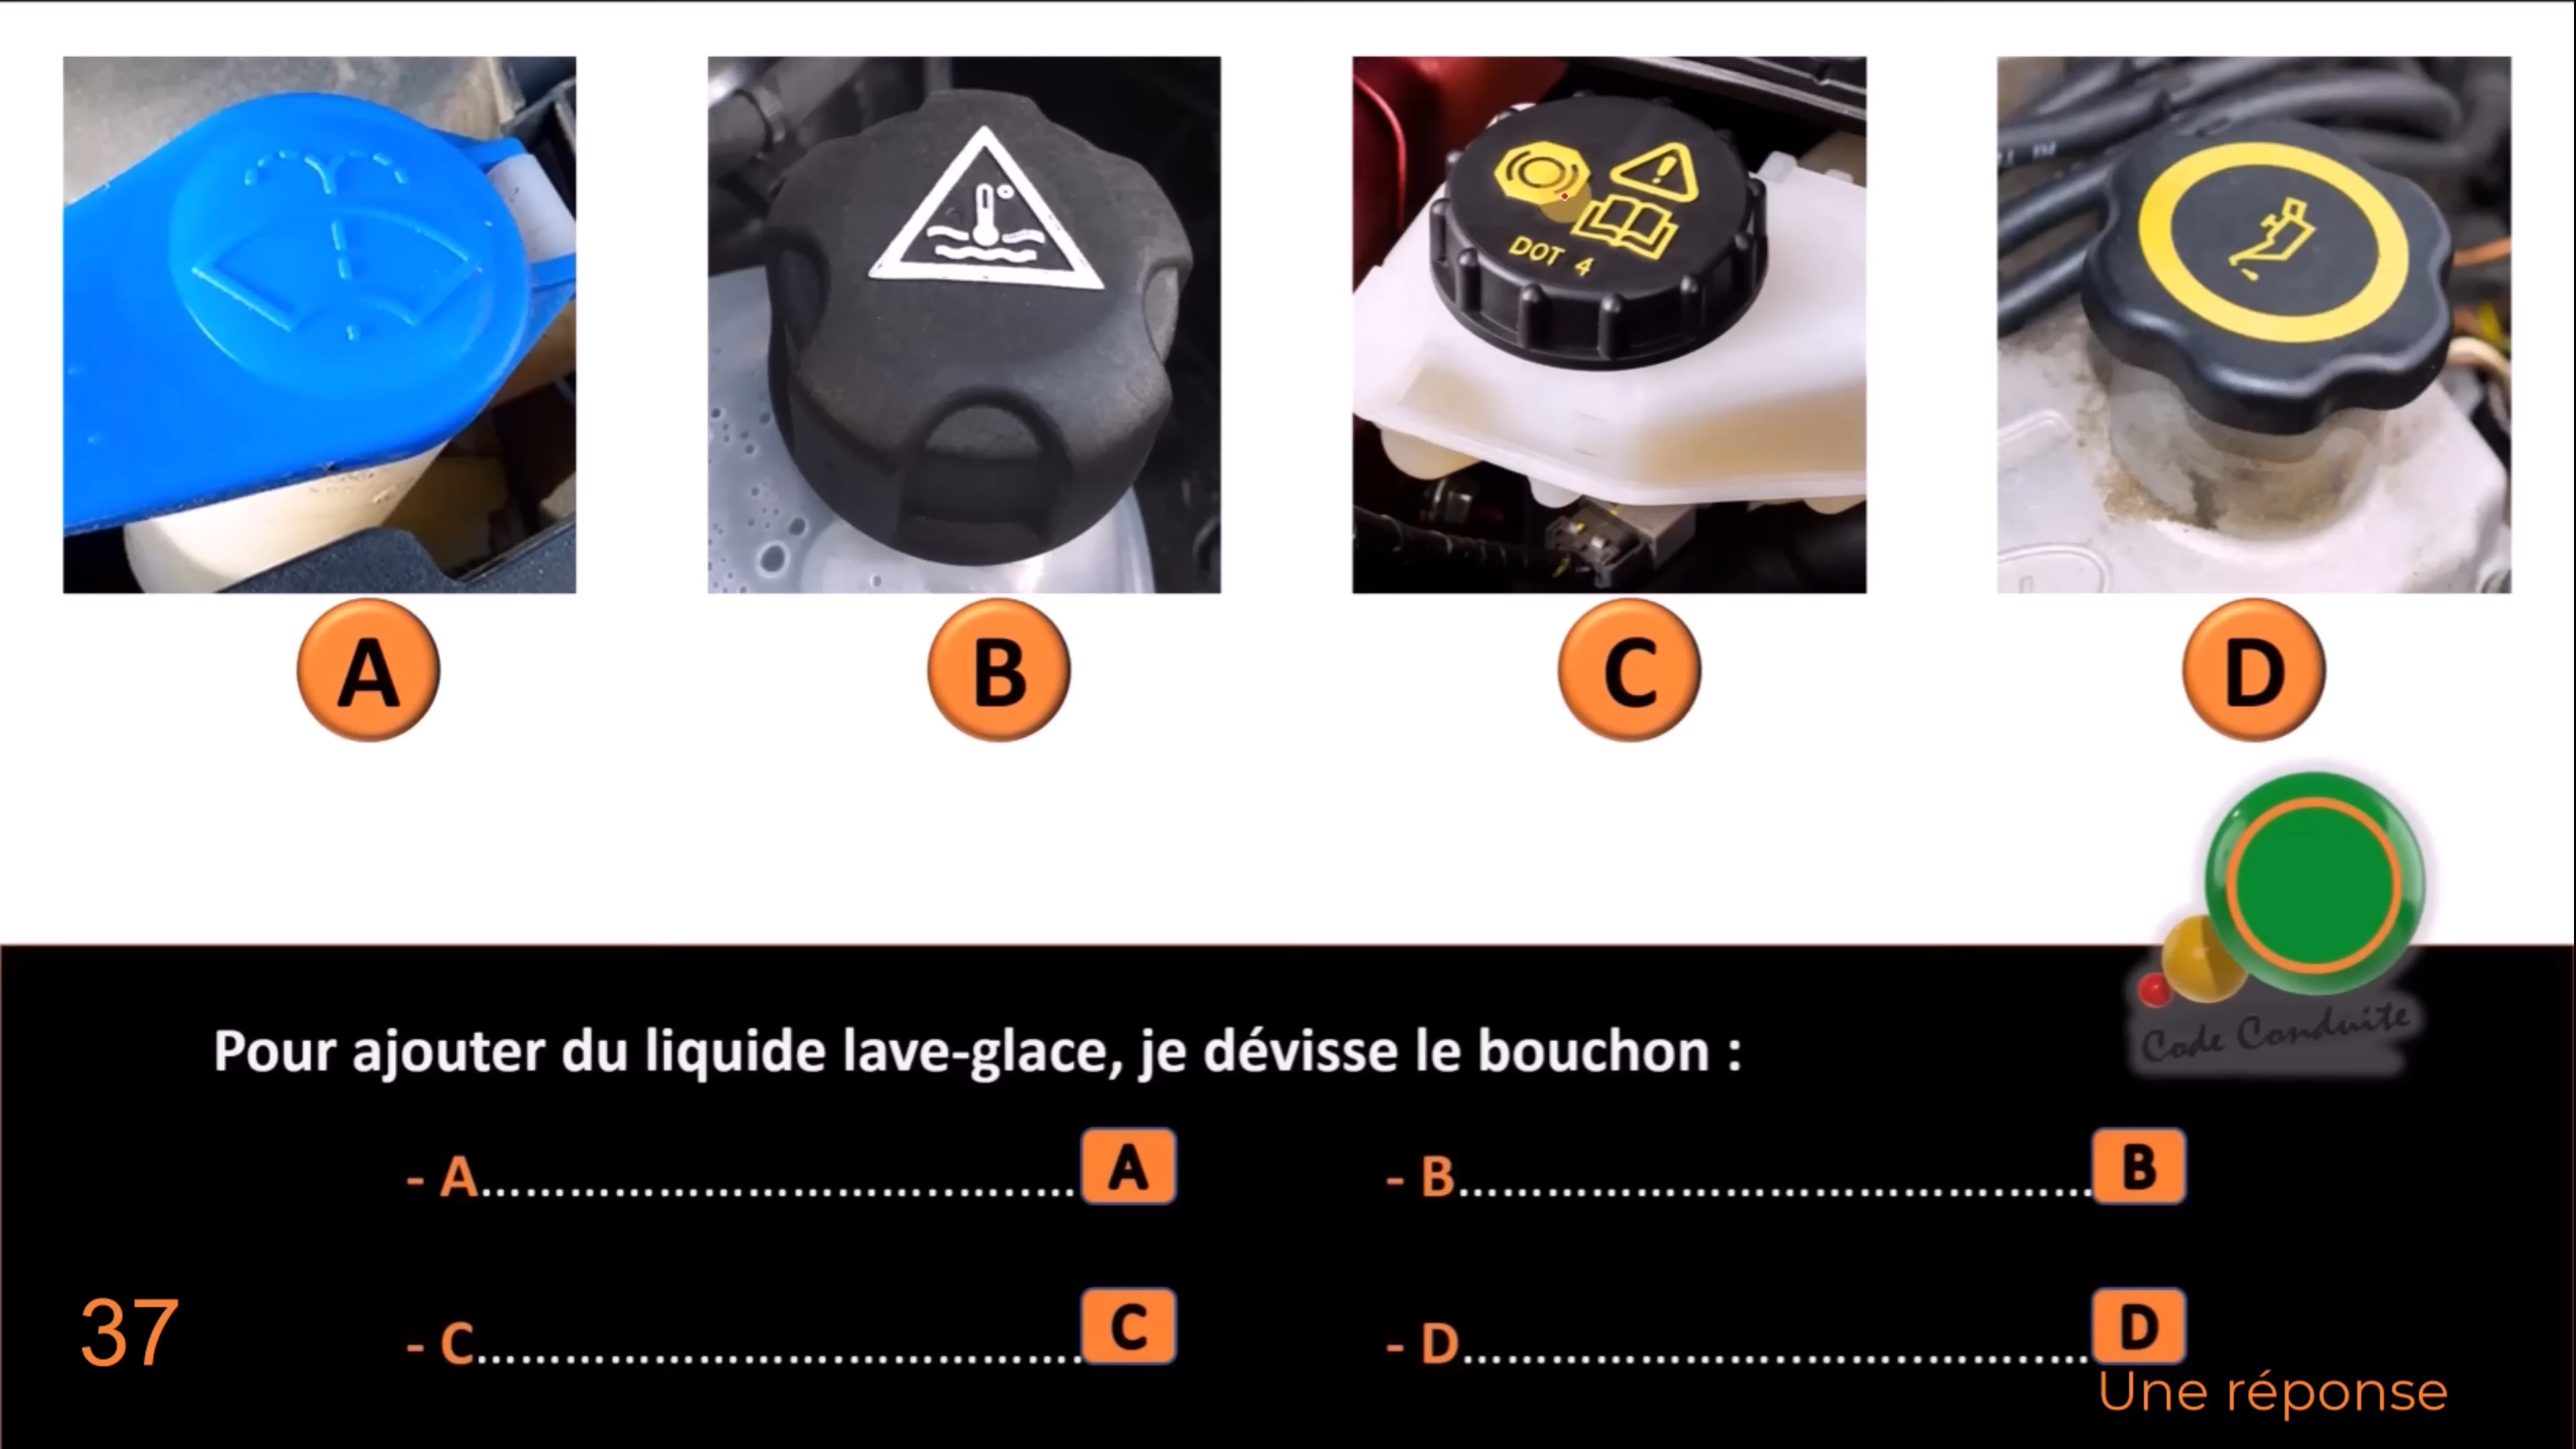 DOT 4
A
B
C
D
Code Conduite
Pour ajouter du liquide lave-glace, je dévisse le bouchon :
- A........................................ A
- B........................................... B
- C......................................... C
- D.......................................... D
37
Une réponse